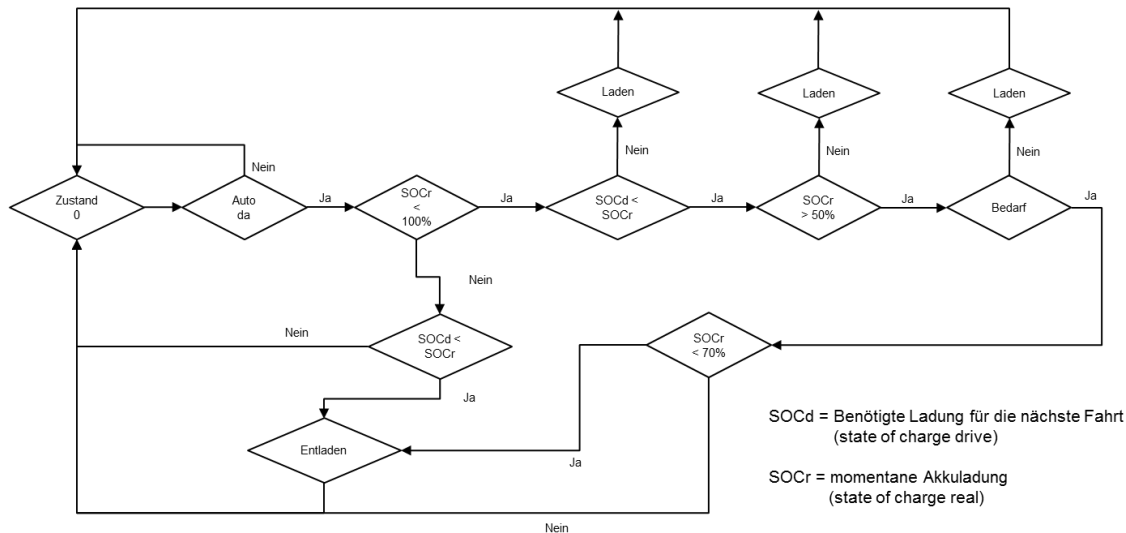 Laden
Laden
Laden
Nein
Nein
Nein
Nein
Zustand
0
Auto
da
Ja
SOCr
<
100%
Ja
SOCd <
SOCr
Ja
SOCr
> 50%
Ja
Bedarf
Ja
Nein
Nein
SOCd <
SOCr
SOCr
< 70%
Ja
Entladen
Ja
SOCd = Benötigte Ladung für die nächste Fahrt
(state of charge drive)
SOCr = momentane Akkuladung
(state of charge real)
Nein